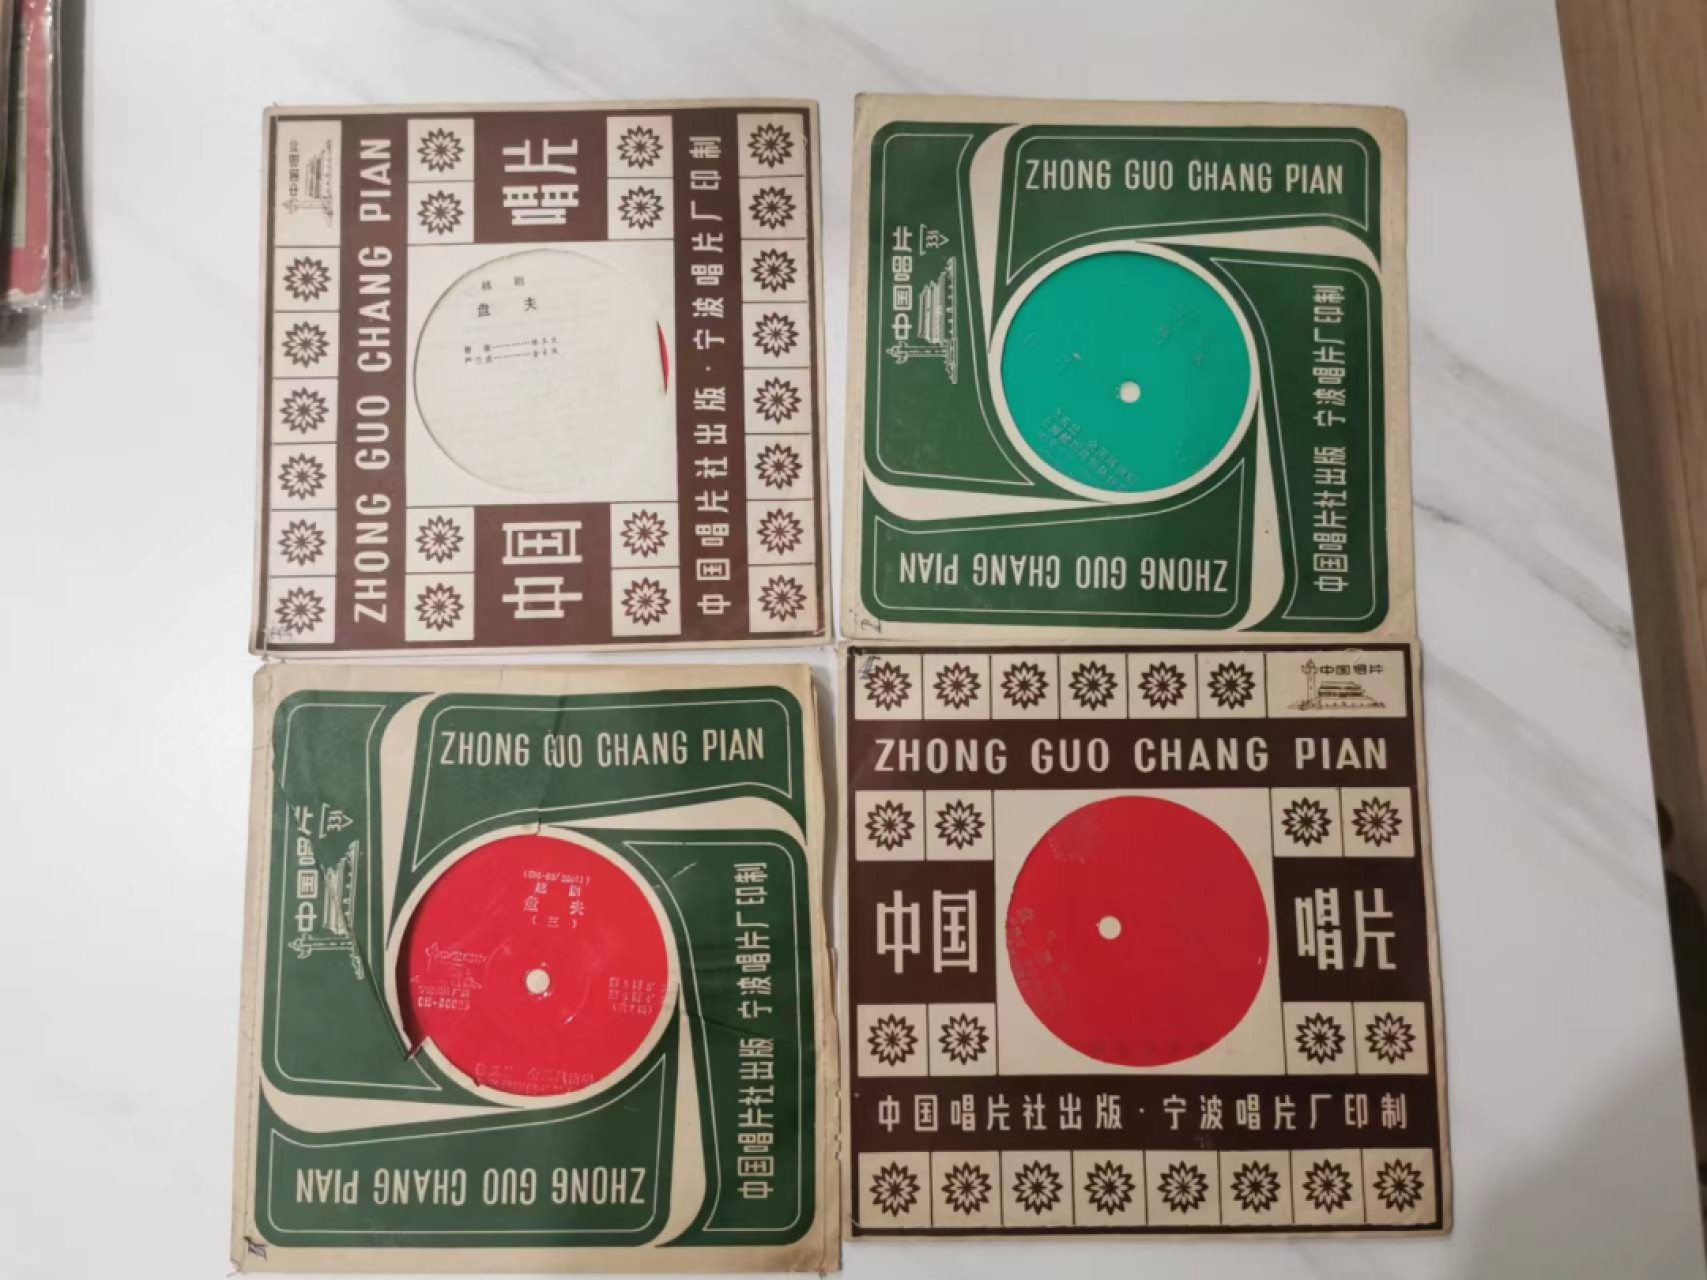 中国唱片
ZHONG GUO CHANG PIAN
中国 唱片
中国唱片社出版·宁波唱片厂印制
越 剧
盘 夫
ZHONG GUO CHANG PIAN
中国唱片
33⅓
中国唱片社出版 宁波唱片厂印制
ZHONG GUO CHANG PIAN
2
ZHONG GUO CHANG PIAN
中国唱片
33⅓
越 剧
盘 夫
(三)
中国唱片社出版 宁波唱片厂印制
ZHONG GUO CHANG PIAN
中国唱片
ZHONG GUO CHANG PIAN
中国 唱片
中国唱片社出版·宁波唱片厂印制